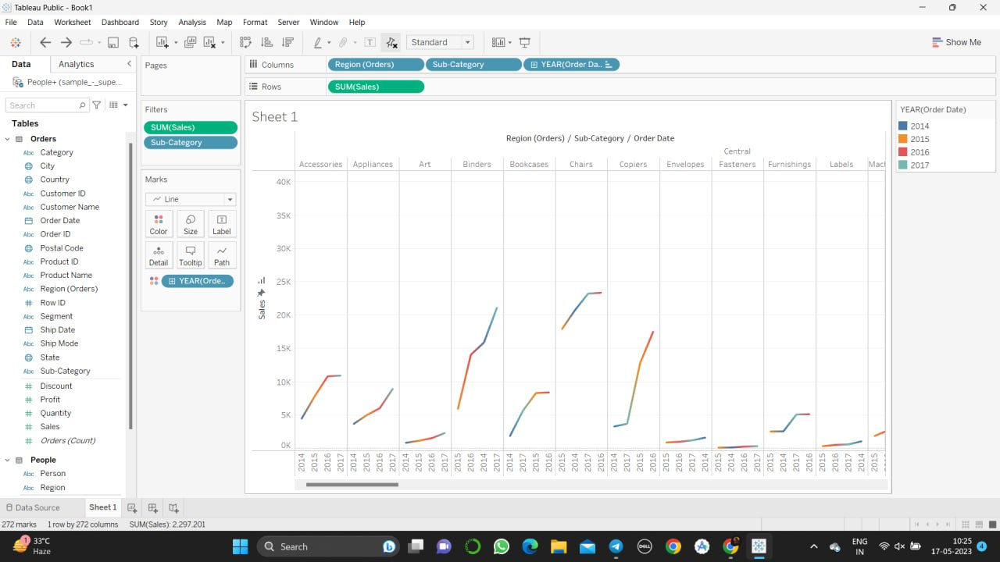 Tableau Public - Book1
File Data Worksheet Dashboard Story Analysis Map Format Server Window Help
Standard
Show Me
Data Analytics
People+ (sample_-_supe...
Search
Tables
Orders
Abc Category
City
Country
Abc Customer ID
Abc Customer Name
Order Date
Abc Order ID
Postal Code
Abc Product ID
Abc Product Name
Abc Region (Orders)
# Row ID
Abc Segment
Ship Date
Abc Ship Mode
State
Abc Sub-Category
# Discount
# Profit
# Quantity
# Sales
# Orders (Count)
People
Abc Person
Abc Region
Pages
Filters
SUM(Sales)
Sub-Category
Marks
Line
Color Size Label
Detail Tooltip Path
YEAR(Orde..
Columns Region (Orders) Sub-Category YEAR(Order Da..
Rows SUM(Sales)
Sheet 1
Region (Orders) / Sub-Category / Order Date
Central
Accessories Appliances Art Binders Bookcases Chairs Copiers Envelopes Fasteners Furnishings Labels Mach
40K
35K
30K
25K
20K
15K
10K
5K
0K
Sales
2014 2015 2016 2017 2014 2015 2016 2017 2014 2015 2016 2017 2015 2016 2014 2017 2014 2017 2015 2016 2015 2014 2017 2016 2014 2017 2015 2016 2015 2016 2017 2014 2015 2014 2016 2017 2015 2014 2017 2016 2015 2016 2017 2014 2015
YEAR(Order Date)
2014
2015
2016
2017
Data Source Sheet 1
272 marks 1 row by 272 columns SUM(Sales): 2,297,201
1
33°C
Haze
Search
DELL
ENG
IN
10:25
17-05-2023
4